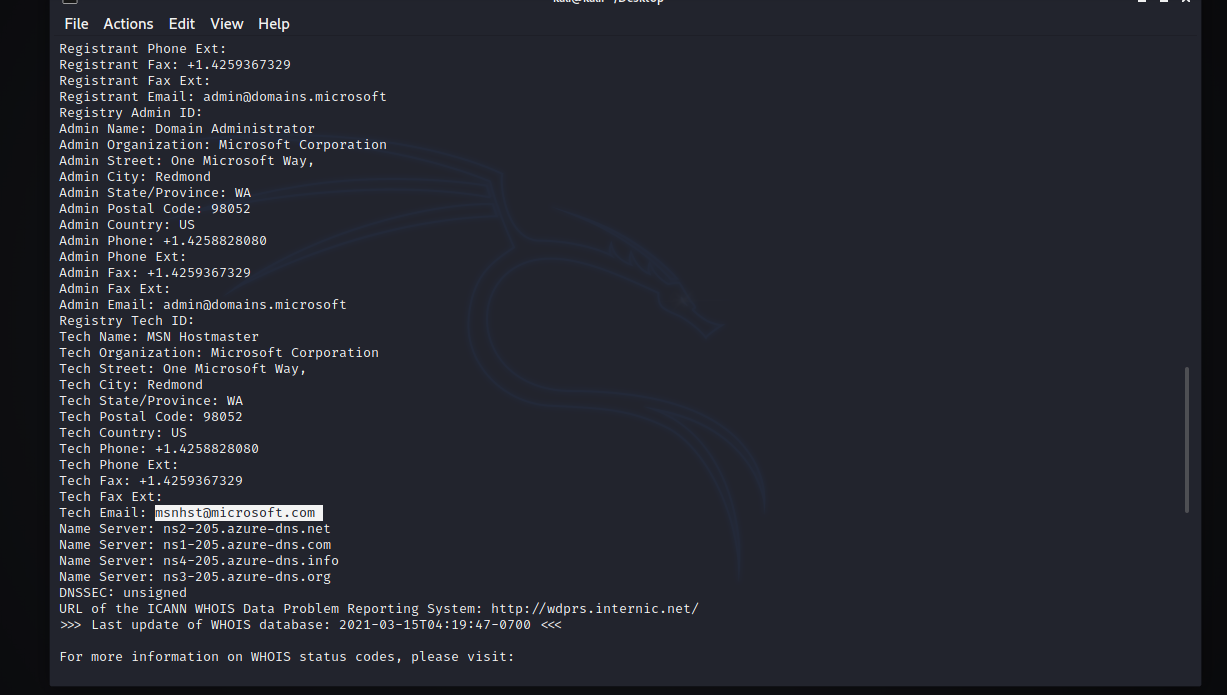 File Actions Edit View Help
Registrant Phone Ext:
Registrant Fax: +1.4259367329
Registrant Fax Ext:
Registrant Email: admin@domains.microsoft
Registry Admin ID:
Admin Name: Domain Administrator
Admin Organization: Microsoft Corporation
Admin Street: One Microsoft Way,
Admin City: Redmond
Admin State/Province: WA
Admin Postal Code: 98052
Admin Country: US
Admin Phone: +1.4258828080
Admin Phone Ext:
Admin Fax: +1.4259367329
Admin Fax Ext:
Admin Email: admin@domains.microsoft
Registry Tech ID:
Tech Name: MSN Hostmaster
Tech Organization: Microsoft Corporation
Tech Street: One Microsoft Way,
Tech City: Redmond
Tech State/Province: WA
Tech Postal Code: 98052
Tech Country: US
Tech Phone: +1.4258828080
Tech Phone Ext:
Tech Fax: +1.4259367329
Tech Fax Ext:
Tech Email: msnhst@microsoft.com
Name Server: ns2-205.azure-dns.net
Name Server: ns1-205.azure-dns.com
Name Server: ns4-205.azure-dns.info
Name Server: ns3-205.azure-dns.org
DNSSEC: unsigned
URL of the ICANN WHOIS Data Problem Reporting System: http://wdprs.internic.net/
>>> Last update of WHOIS database: 2021-03-15T04:19:47-0700 <<<
For more information on WHOIS status codes, please visit: